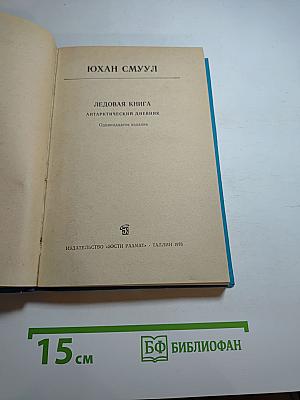 ЮХАН СМУУЛ
ЛЕДОВАЯ КНИГА
АНТАРКТИЧЕСКИЙ ДНЕВНИК
Одиннадцатое издание
ИЗДАТЕЛЬСТВО «ЭЭСТИ РААМАТ» · ТАЛЛИН
15 см
БФ БИБЛИОФАН